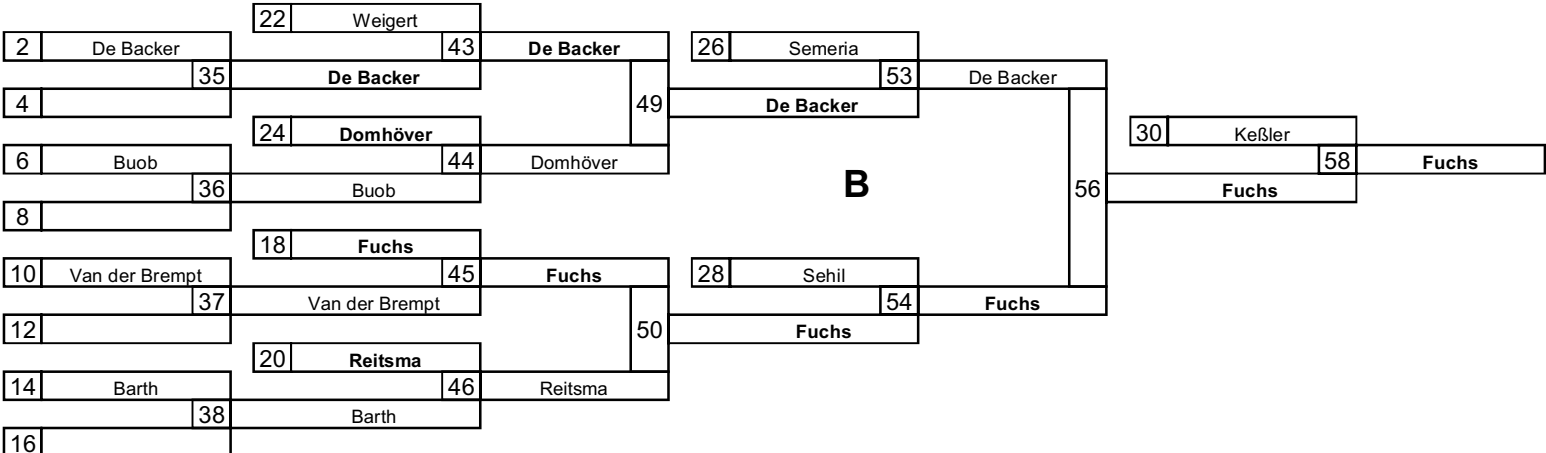 22 Weigert
2 De Backer 43 De Backer 26 Semeria
35 De Backer 53 De Backer
4 49 De Backer
24 Domhöver 30 Keßler
6 Buob 44 Domhöver 58 Fuchs
36 Buob B 56 Fuchs
8
18 Fuchs
10 Van der Brempt 45 Fuchs 28 Sehil
37 Van der Brempt 54 Fuchs
12 50 Fuchs
20 Reitsma
14 Barth 46 Reitsma
38 Barth
16